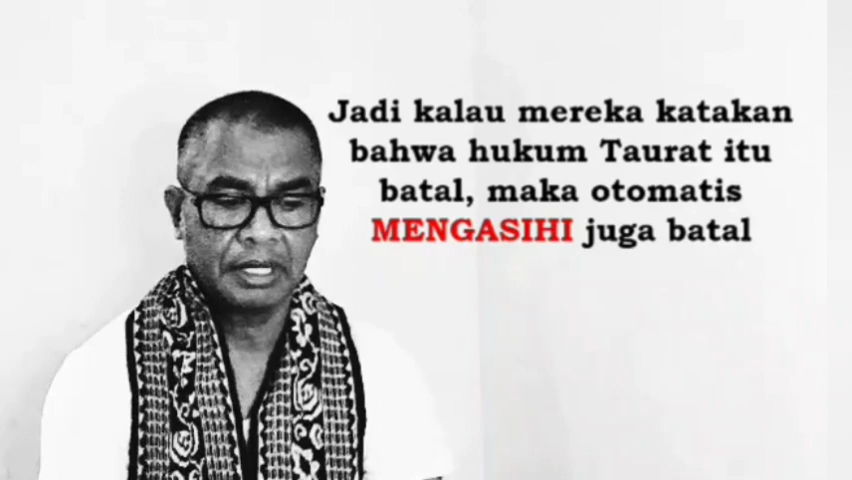 Jadi kalau mereka katakan
bahwa hukum Taurat itu
batal, maka otomatis
MENGASIHI juga batal